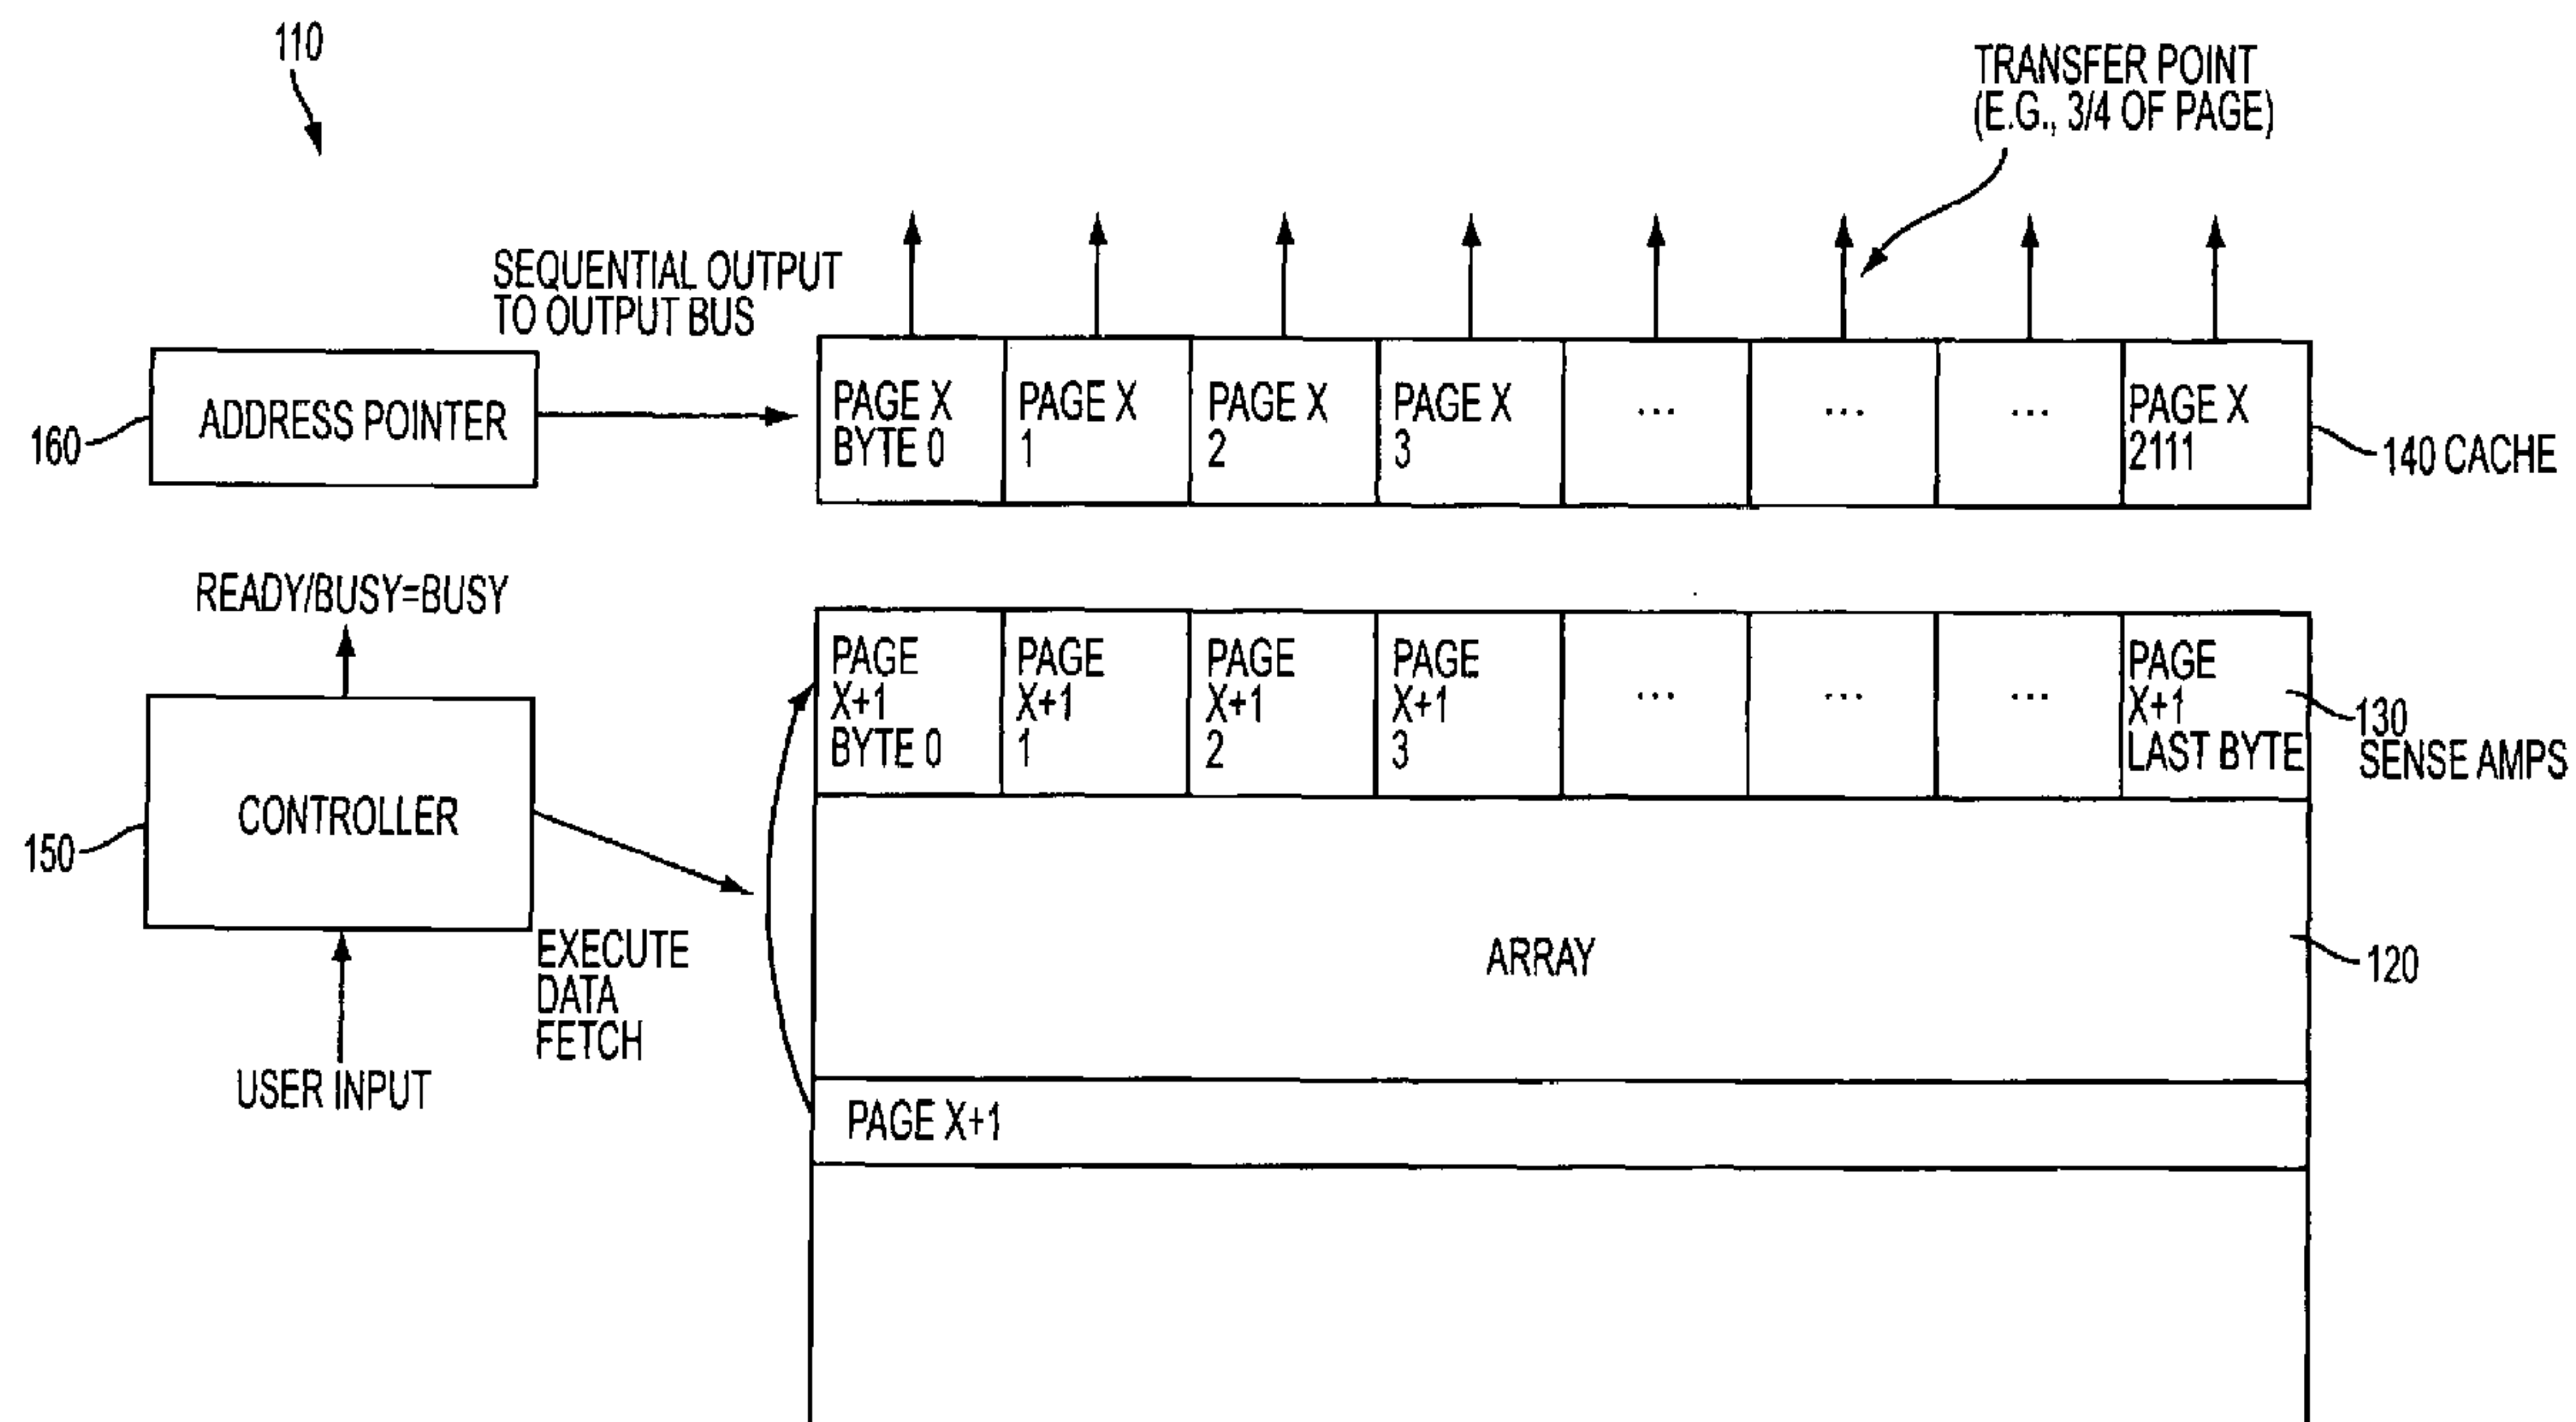 110
TRANSFER POINT
(E.G., 3/4 OF PAGE)
SEQUENTIAL OUTPUT
TO OUTPUT BUS
ADDRESS POINTER
160
PAGE X
BYTE 0
PAGE X
1
PAGE X
2
PAGE X
3
...
...
...
PAGE X
2111
140 CACHE
READY/BUSY=BUSY
CONTROLLER
150
EXECUTE
DATA
FETCH
USER INPUT
PAGE
X+1
BYTE 0
PAGE
X+1
1
PAGE
X+1
2
PAGE
X+1
3
...
...
...
PAGE
X+1
LAST BYTE
130
SENSE AMPS
ARRAY
120
PAGE X+1